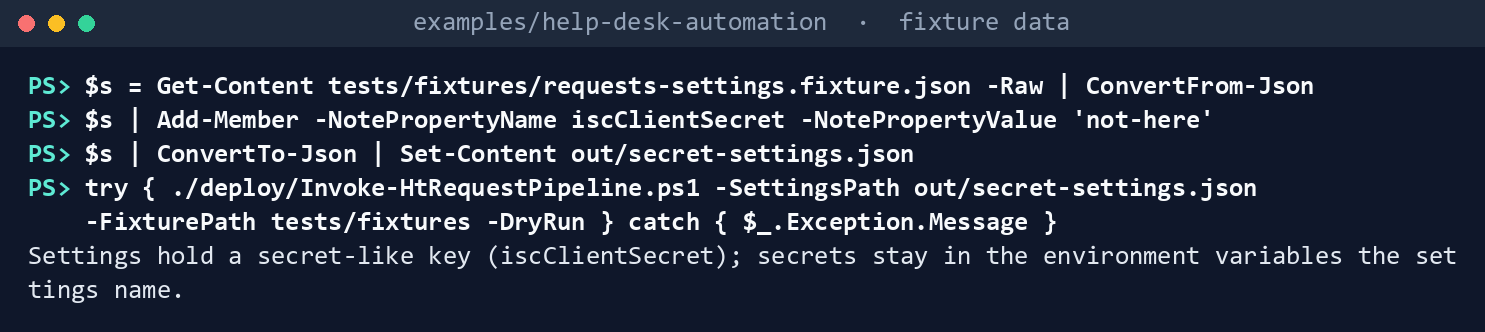 examples/help-desk-automation · fixture data
PS> $s = Get-Content tests/fixtures/requests-settings.fixture.json -Raw | ConvertFrom-Json
PS> $s | Add-Member -NotePropertyName iscClientSecret -NotePropertyValue 'not-here'
PS> $s | ConvertTo-Json | Set-Content out/secret-settings.json
PS> try { ./deploy/Invoke-HtRequestPipeline.ps1 -SettingsPath out/secret-settings.json
    -FixturePath tests/fixtures -DryRun } catch { $_.Exception.Message }
Settings hold a secret-like key (iscClientSecret); secrets stay in the environment variables the set
tings name.